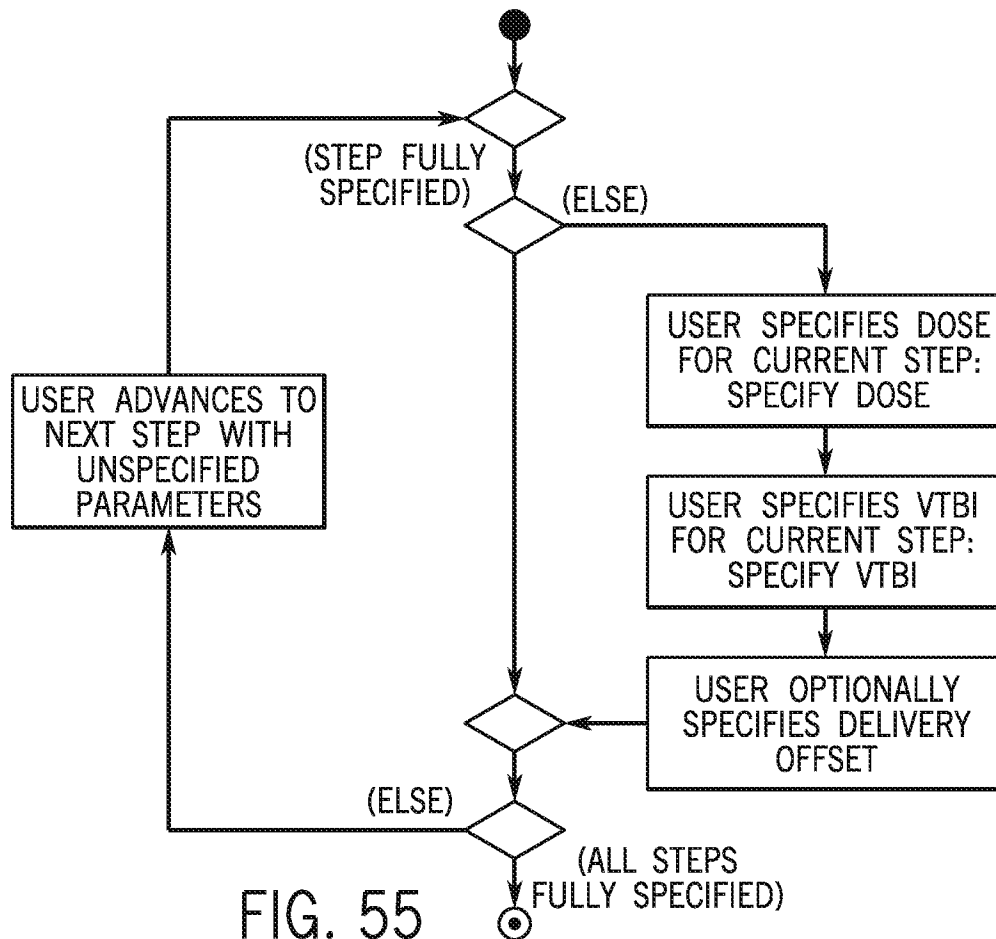 (STEP FULLY
SPECIFIED)
(ELSE)
USER SPECIFIES DOSE
FOR CURRENT STEP:
SPECIFY DOSE
USER ADVANCES TO
NEXT STEP WITH
UNSPECIFIED
PARAMETERS
USER SPECIFIES VTBI
FOR CURRENT STEP:
SPECIFY VTBI
USER OPTIONALLY
SPECIFIES DELIVERY
OFFSET
(ELSE)
(ALL STEPS
FULLY SPECIFIED)
FIG. 55